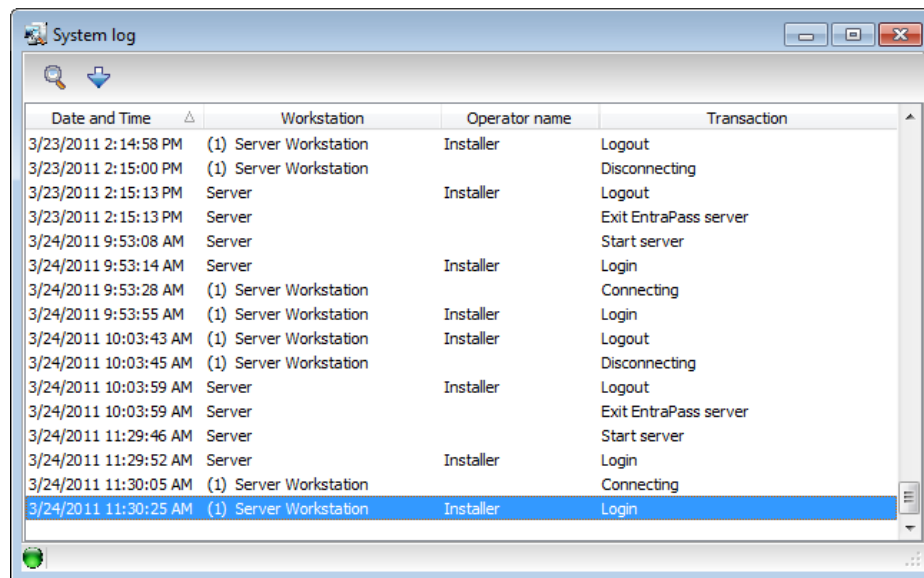 System log
Date and Time Workstation Operator name Transaction
3/23/2011 2:14:58 PM (1) Server Workstation Installer Logout
3/23/2011 2:15:00 PM (1) Server Workstation Disconnecting
3/23/2011 2:15:13 PM Server Installer Logout
3/23/2011 2:15:13 PM Server Exit EntraPass server
3/24/2011 9:53:08 AM Server Start server
3/24/2011 9:53:14 AM Server Installer Login
3/24/2011 9:53:28 AM (1) Server Workstation Connecting
3/24/2011 9:53:55 AM (1) Server Workstation Installer Login
3/24/2011 10:03:43 AM (1) Server Workstation Installer Logout
3/24/2011 10:03:45 AM (1) Server Workstation Disconnecting
3/24/2011 10:03:59 AM Server Installer Logout
3/24/2011 10:03:59 AM Server Exit EntraPass server
3/24/2011 11:29:46 AM Server Start server
3/24/2011 11:29:52 AM Server Installer Login
3/24/2011 11:30:05 AM (1) Server Workstation Connecting
3/24/2011 11:30:25 AM (1) Server Workstation Installer Login